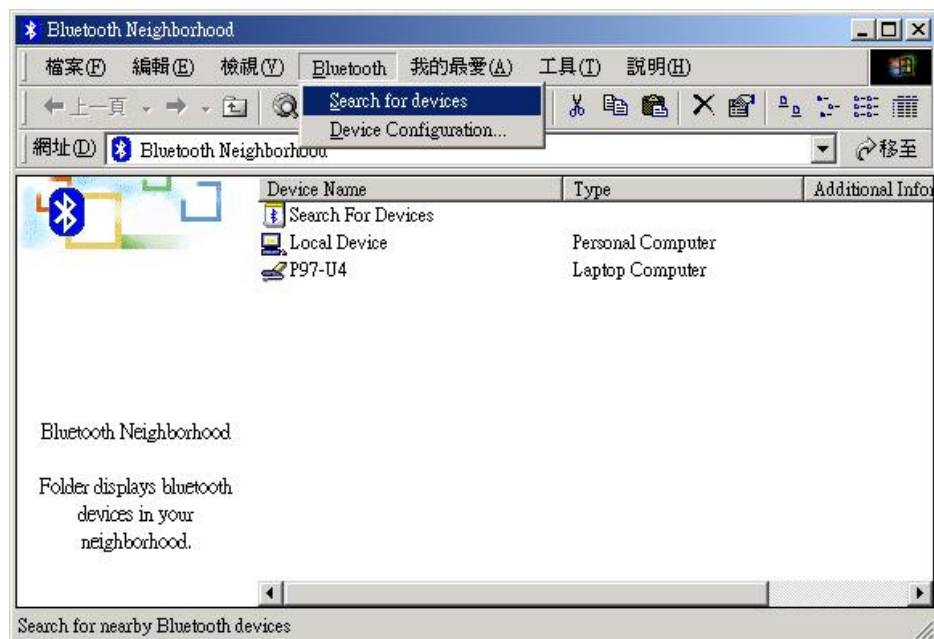 Bluetooth Neighborhood
檔案(F) 編輯(E) 檢視(V) Bluetooth 我的最愛(A) 工具(T) 說明(H)
上一頁
Search for devices
Device Configuration...
網址(D) Bluetooth Neighborhood 移至
Device Name Type Additional Infor
Search For Devices
Local Device Personal Computer
P97-U4 Laptop Computer
Bluetooth Neighborhood
Folder displays bluetooth
devices in your
neighborhood.
Search for nearby Bluetooth devices